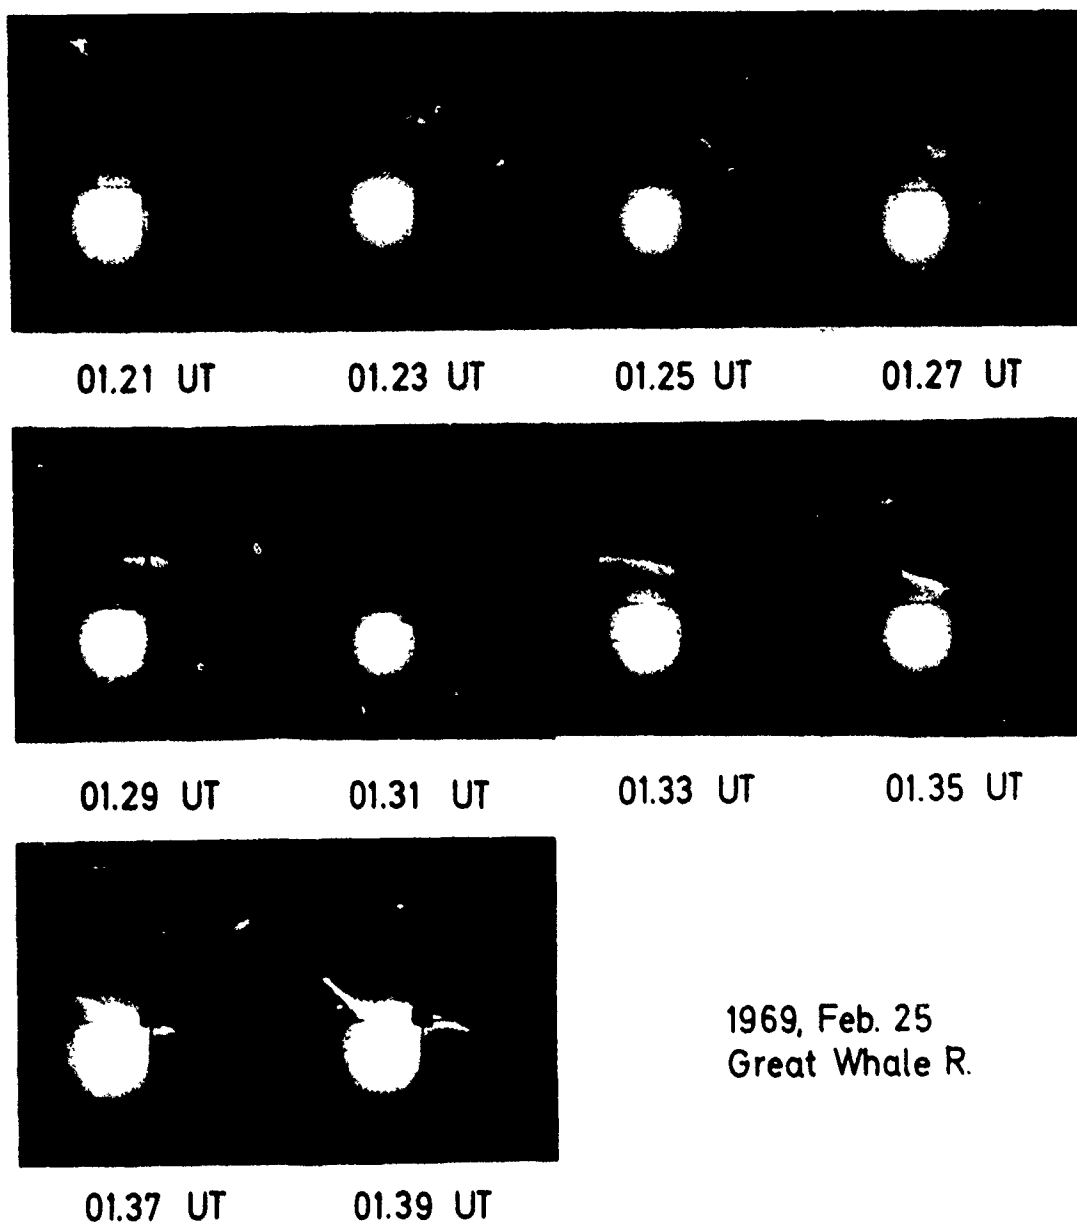 01.21 UT
01.23 UT
01.25 UT
01.27 UT
01.29 UT
01.31 UT
01.33 UT
01.35 UT
1969, Feb. 25
Great Whale R.
01.37 UT
01.39 UT